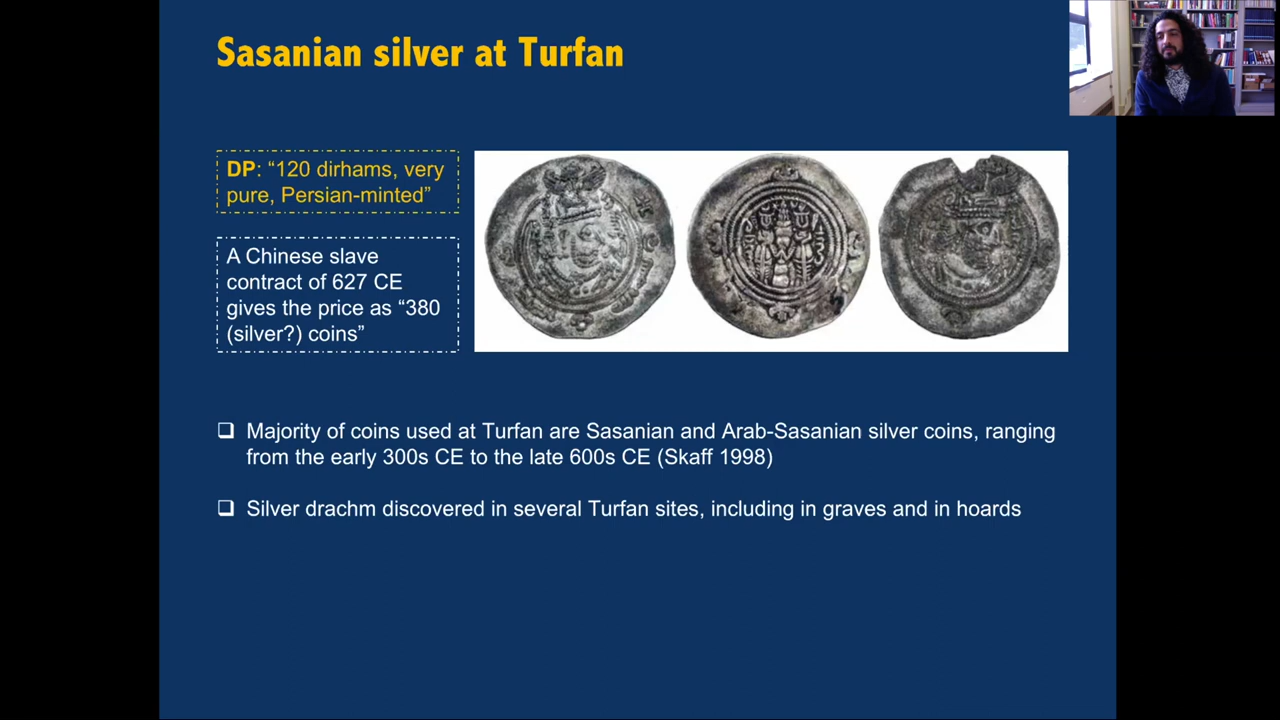 Sasanian silver at Turfan
DP: “120 dirhams, very
pure, Persian-minted”
A Chinese slave
contract of 627 CE
gives the price as “380
(silver?) coins”
❑ Majority of coins used at Turfan are Sasanian and Arab-Sasanian silver coins, ranging
from the early 300s CE to the late 600s CE (Skaff 1998)
❑ Silver drachm discovered in several Turfan sites, including in graves and in hoards